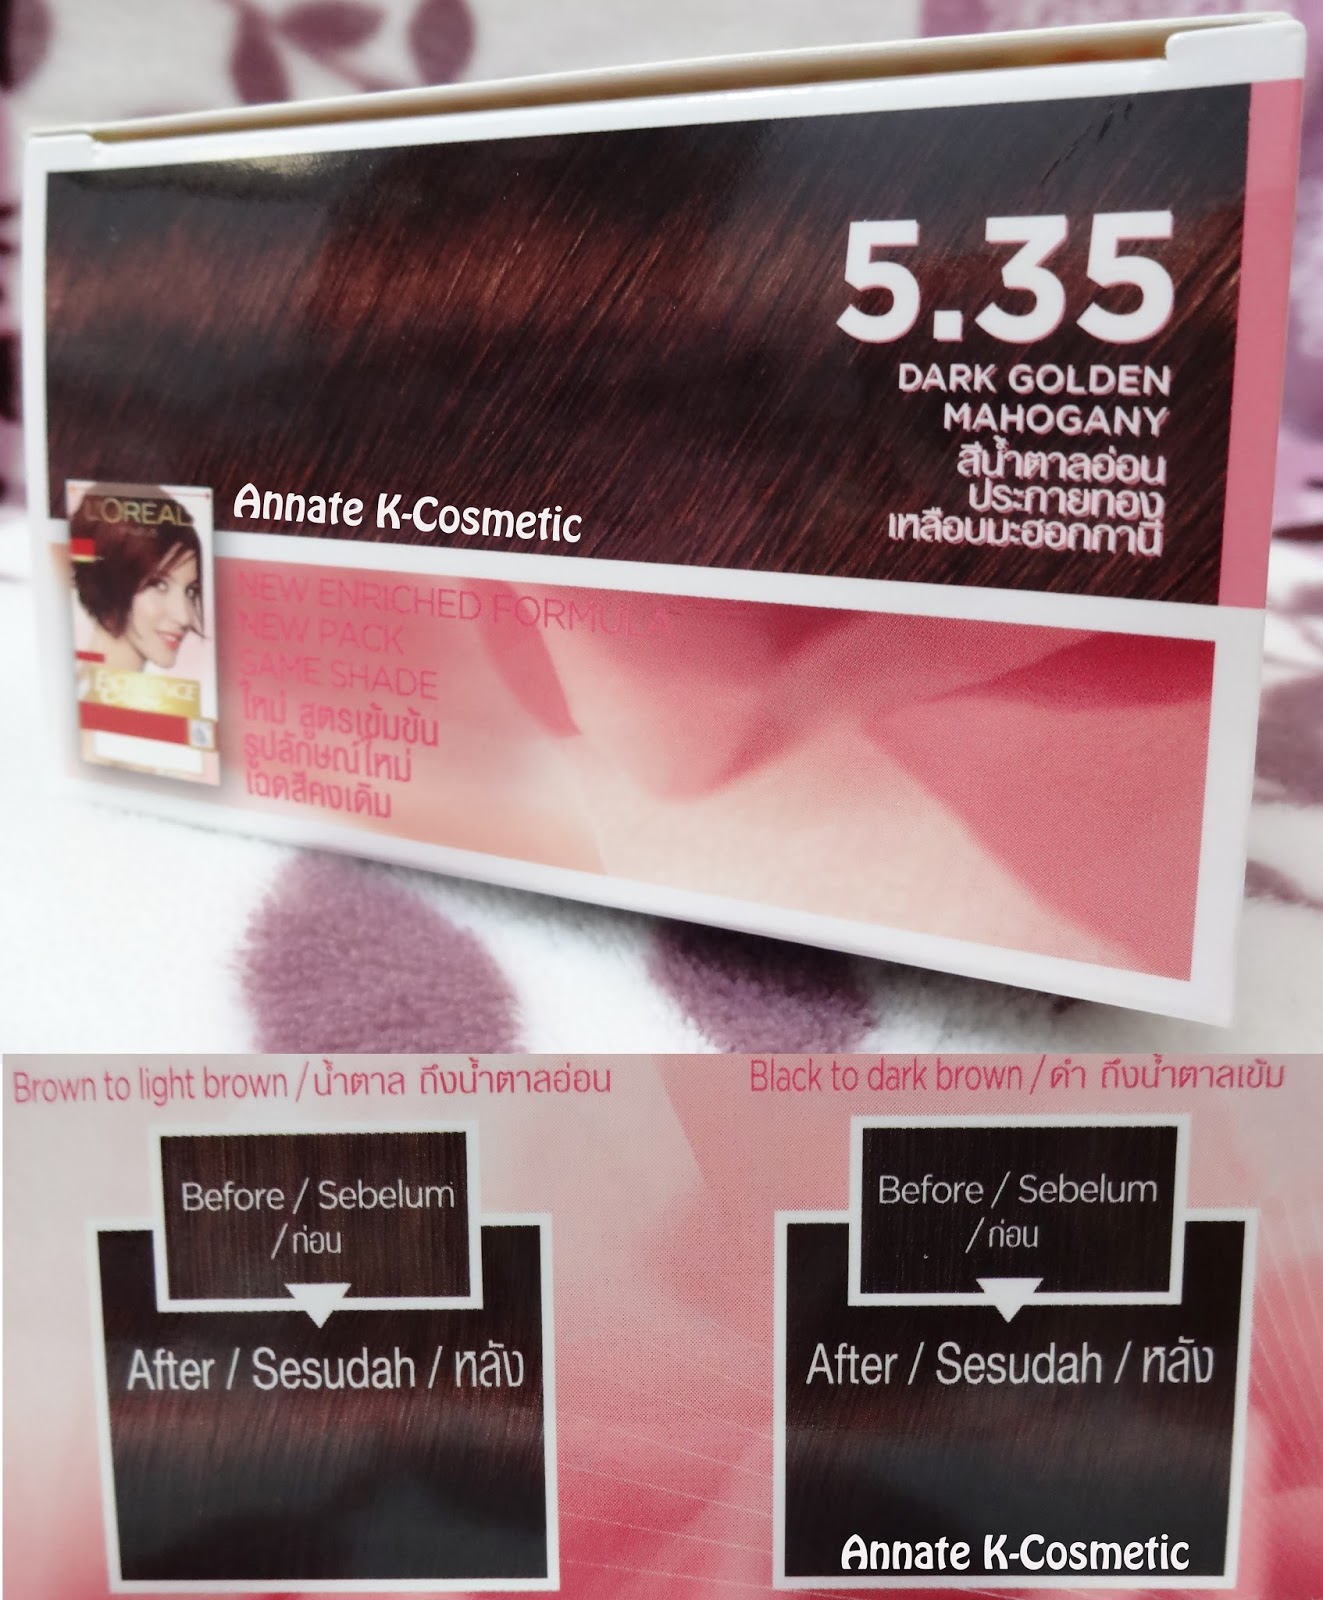 5.35
DARK GOLDEN
MAHOGANY
สีน้ำตาลอ่อน
ประกายทอง
เหลือบมะฮอกกานี
L'OREAL
Annate K-Cosmetic
NEW ENRICHED FORMULA
NEW PACK
SAME SHADE
ใหม่ สูตรเข้มข้น
รูปลักษณ์ใหม่
เฉดสีคงเดิม
Brown to light brown / น้ำตาล ถึงน้ำตาลอ่อน
Before / Sebelum
/ ก่อน
After / Sesudah / หลัง
Black to dark brown / ดำ ถึงน้ำตาลเข้ม
Before / Sebelum
/ ก่อน
After / Sesudah / หลัง
Annate K-Cosmetic